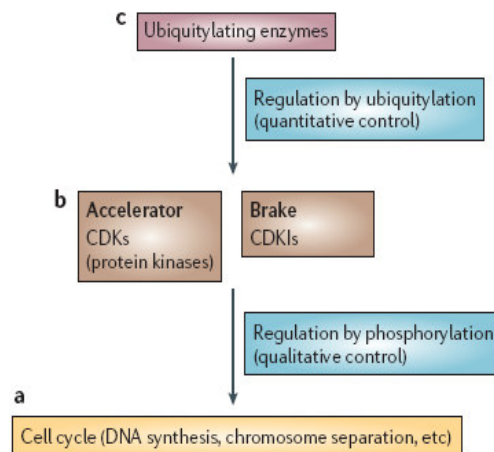 c
Ubiquitylating enzymes
Regulation by ubiquitylation
(quantitative control)
b
Accelerator
CDKs
(protein kinases)
Brake
CDKIs
Regulation by phosphorylation
(qualitative control)
a
Cell cycle (DNA synthesis, chromosome separation, etc)